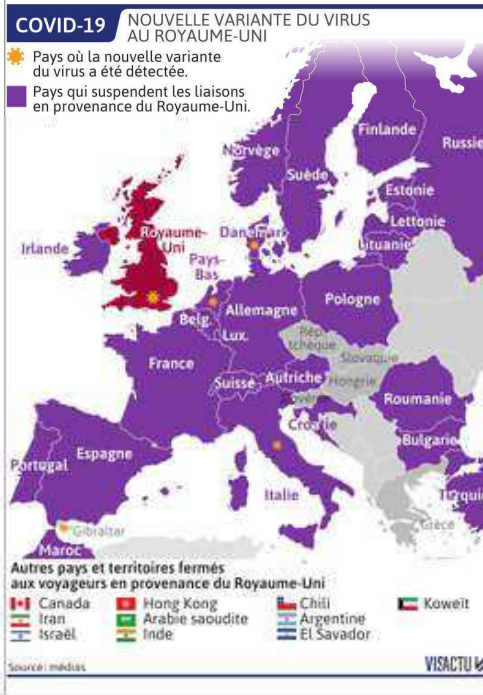 COVID-19
NOUVELLE VARIANTE DU VIRUS
AU ROYAUME-UNI
Pays où la nouvelle variante
du virus a été détectée.
Pays qui suspendent les liaisons
en provenance du Royaume-Uni.
Finlande
Russie
Norvège
Suède
Estonie
Lettonie
Royaume-
Uni
Danemark
Lituanie
Irlande
Pays-
Bas
Pologne
Allemagne
Belg.
Lux.
Rép.
tchèque
Slovaquie
France
Suisse
Autriche
Hongrie
Roumanie
Croatie
Bulgarie
Espagne
Portugal
Italie
Turqui
Gibraltar
Grèce
Maroc
Autres pays et territoires fermés
aux voyageurs en provenance du Royaume-Uni
Canada
Iran
Israël
Hong Kong
Arabie saoudite
Inde
Chili
Argentine
El Savador
Koweït
Source : médias
VISACTU